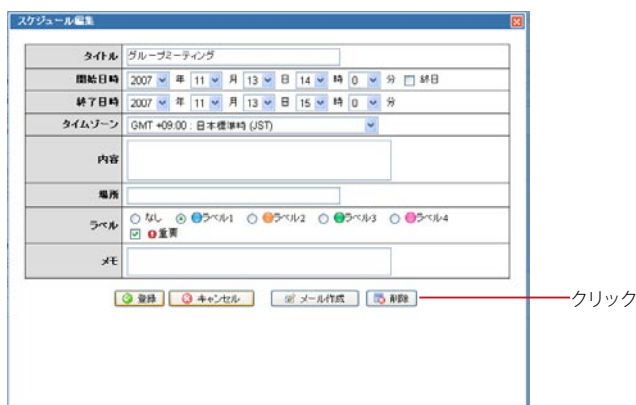 スケジュール編集
タイトル グループミーティング
開始日時 2007 年 11 月 13 日 14 時 0 分 終日
終了日時 2007 年 11 月 13 日 15 時 0 分
タイムゾーン GMT +09:00 : 日本標準時 (JST)
内容
場所
ラベル なし ラベル1 ラベル2 ラベル3 ラベル4
重要
メモ
登録 キャンセル メール作成 削除 クリック